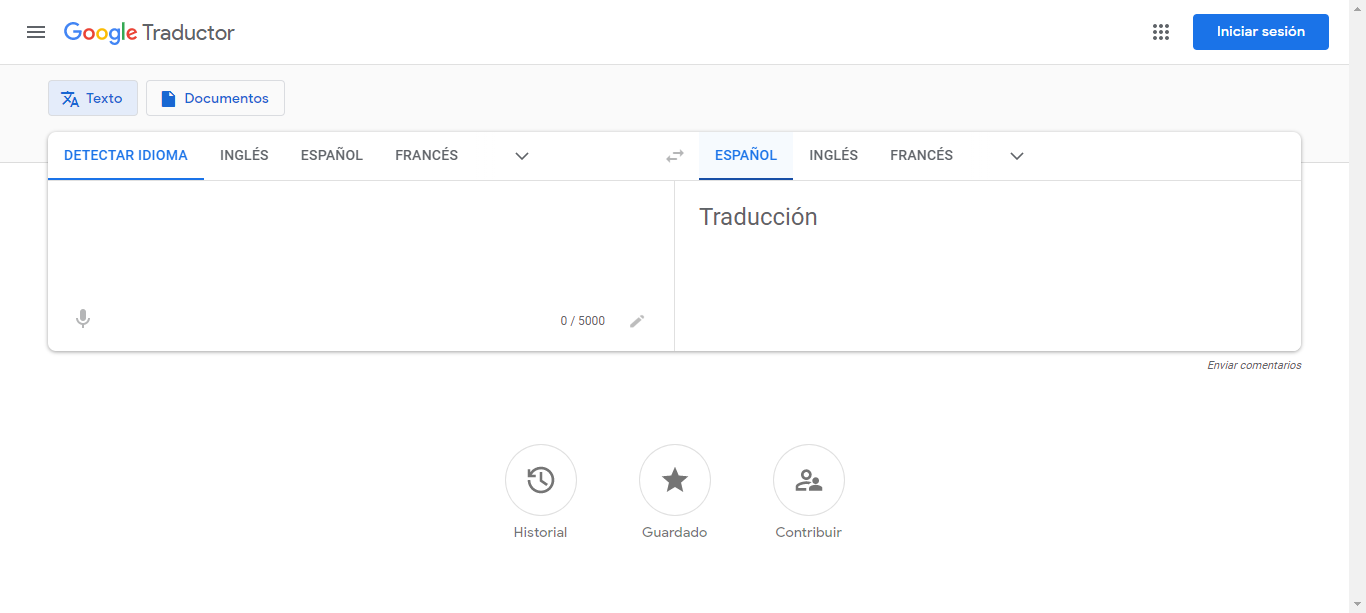 Google Traductor
Iniciar sesión
Texto
Documentos
DETECTAR IDIOMA INGLÉS ESPAÑOL FRANCÉS
ESPAÑOL INGLÉS FRANCÉS
Traducción
0 / 5000
Enviar comentarios
Historial
Guardado
Contribuir